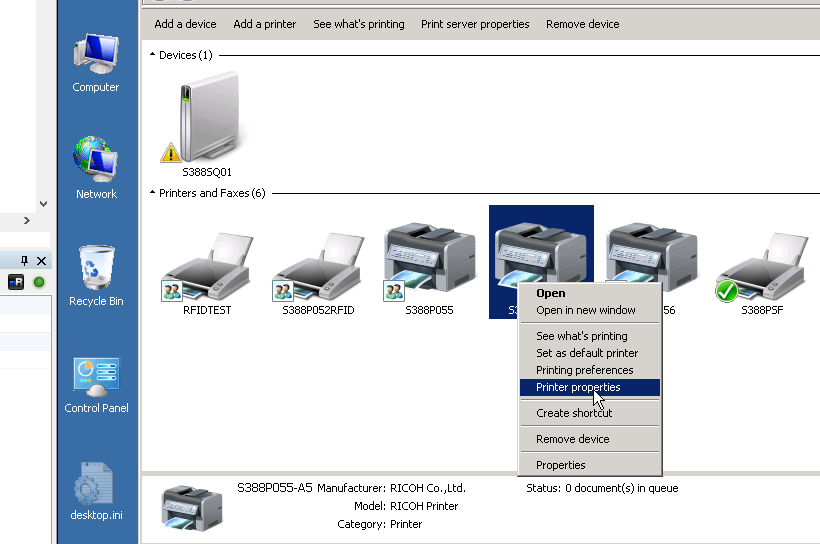 Add a device Add a printer See what's printing Print server properties Remove device
Computer
Network
Recycle Bin
Control Panel
desktop.ini
Devices (1)
S388SQ01
Printers and Faxes (6)
RFIDTEST S388P052RFID S388P055 56 S388PSF
Open
Open in new window
See what's printing
Set as default printer
Printing preferences
Printer properties
Create shortcut
Remove device
Properties
S388P055-A5 Manufacturer: RICOH Co.,Ltd. Status: 0 document(s) in queue
Model: RICOH Printer
Category: Printer